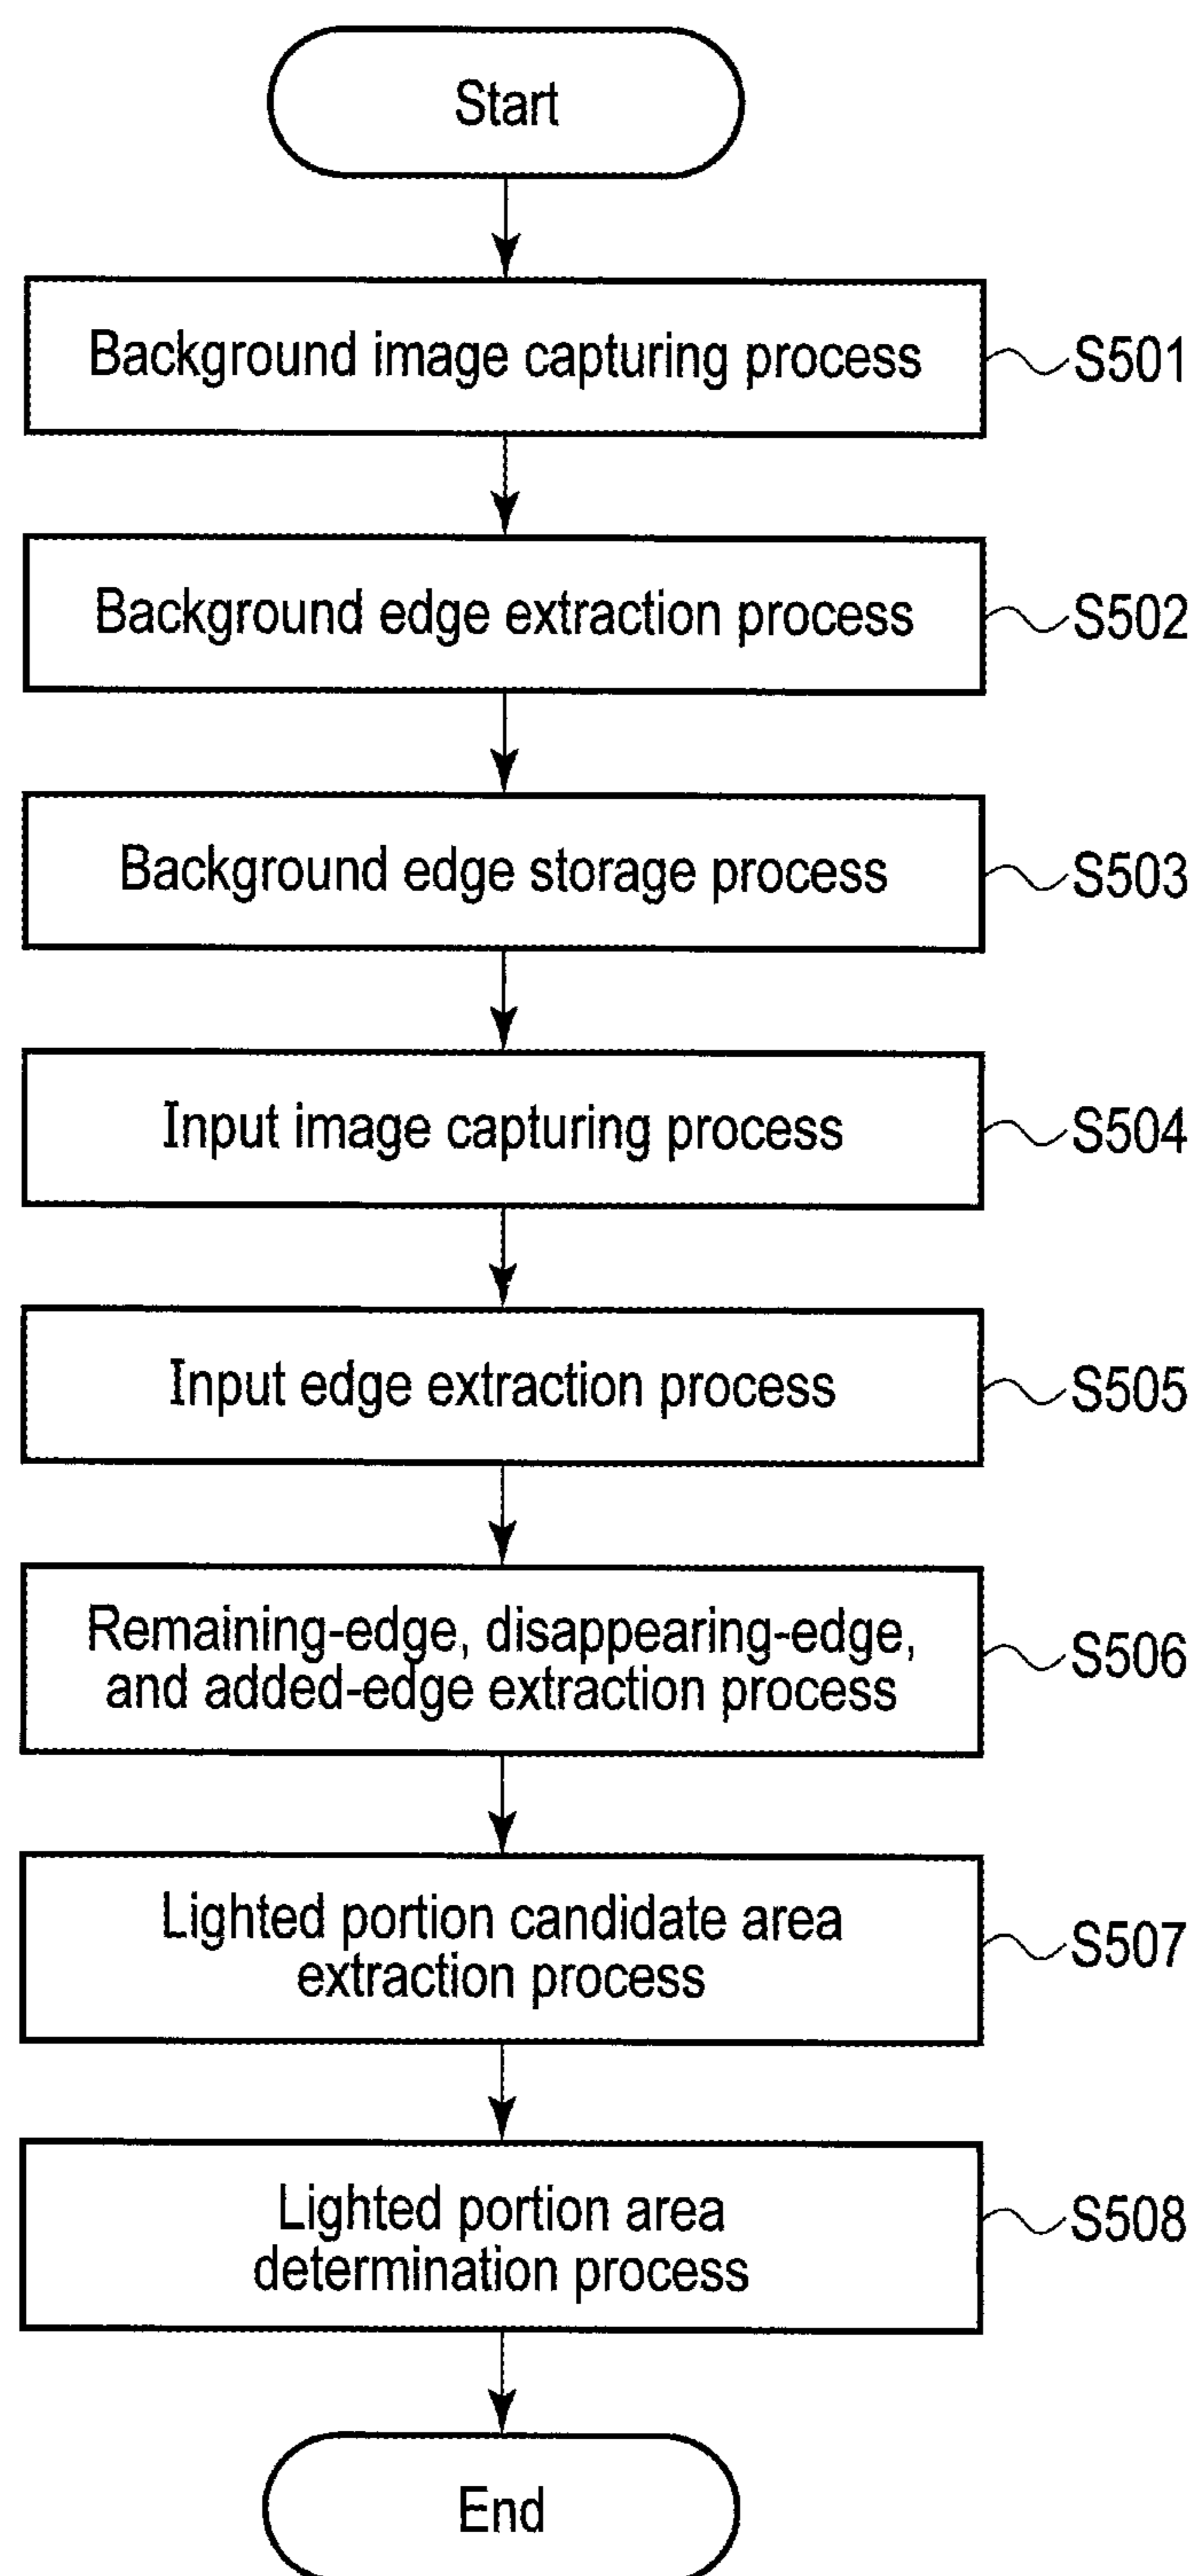 Start
Background image capturing process
S501
Background edge extraction process
S502
Background edge storage process
S503
Input image capturing process
S504
Input edge extraction process
S505
Remaining-edge, disappearing-edge,
and added-edge extraction process
S506
Lighted portion candidate area
extraction process
S507
Lighted portion area
determination process
S508
End